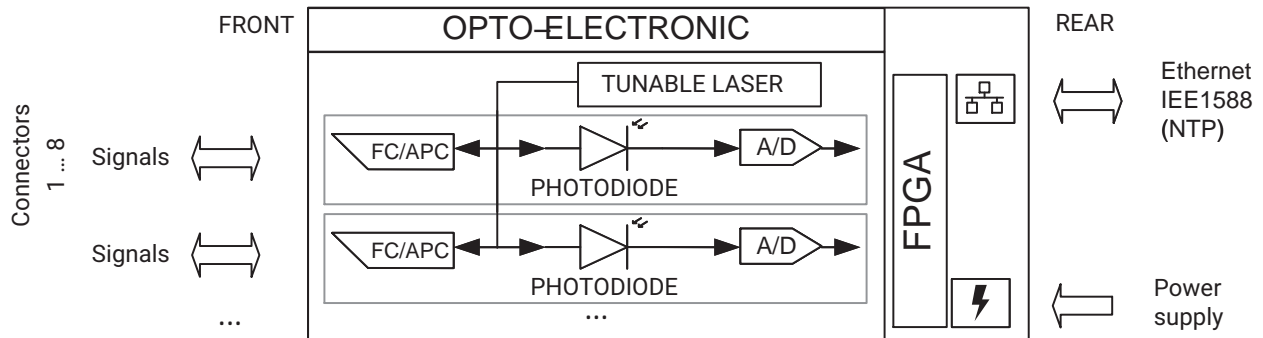 FRONT
OPTO-ELECTRONIC
REAR
TUNABLE LASER
Ethernet
IEE1588
(NTP)
Connectors
1 ... 8
Signals
FC/APC
A/D
PHOTODIODE
FPGA
Signals
FC/APC
A/D
PHOTODIODE
...
...
Power
supply